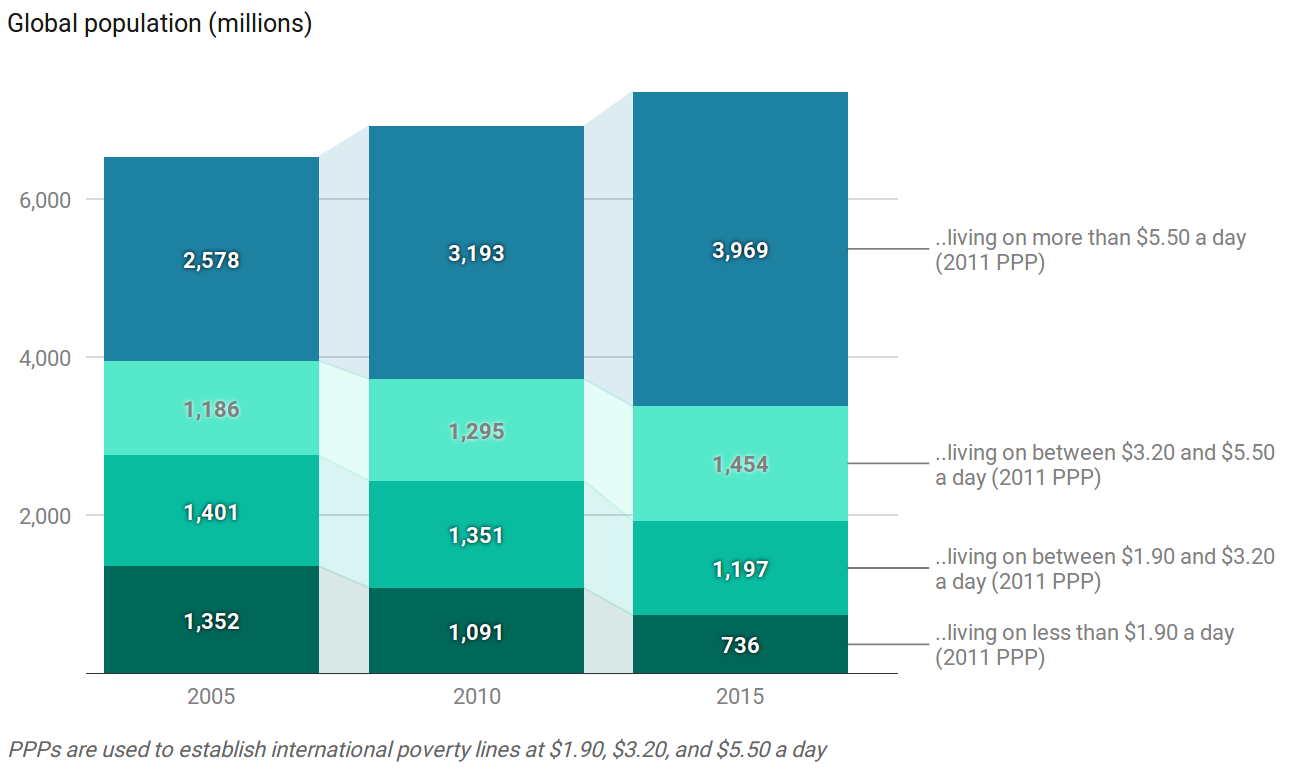 Global population (millions)
6,000
4,000
2,000
2,578
3,193
3,969
1,186
1,295
1,454
1,401
1,351
1,197
1,352
1,091
736
..living on more than $5.50 a day
(2011 PPP)
..living on between $3.20 and $5.50
a day (2011 PPP)
..living on between $1.90 and $3.20
a day (2011 PPP)
..living on less than $1.90 a day
(2011 PPP)
2005
2010
2015
PPPs are used to establish international poverty lines at $1.90, $3.20, and $5.50 a day